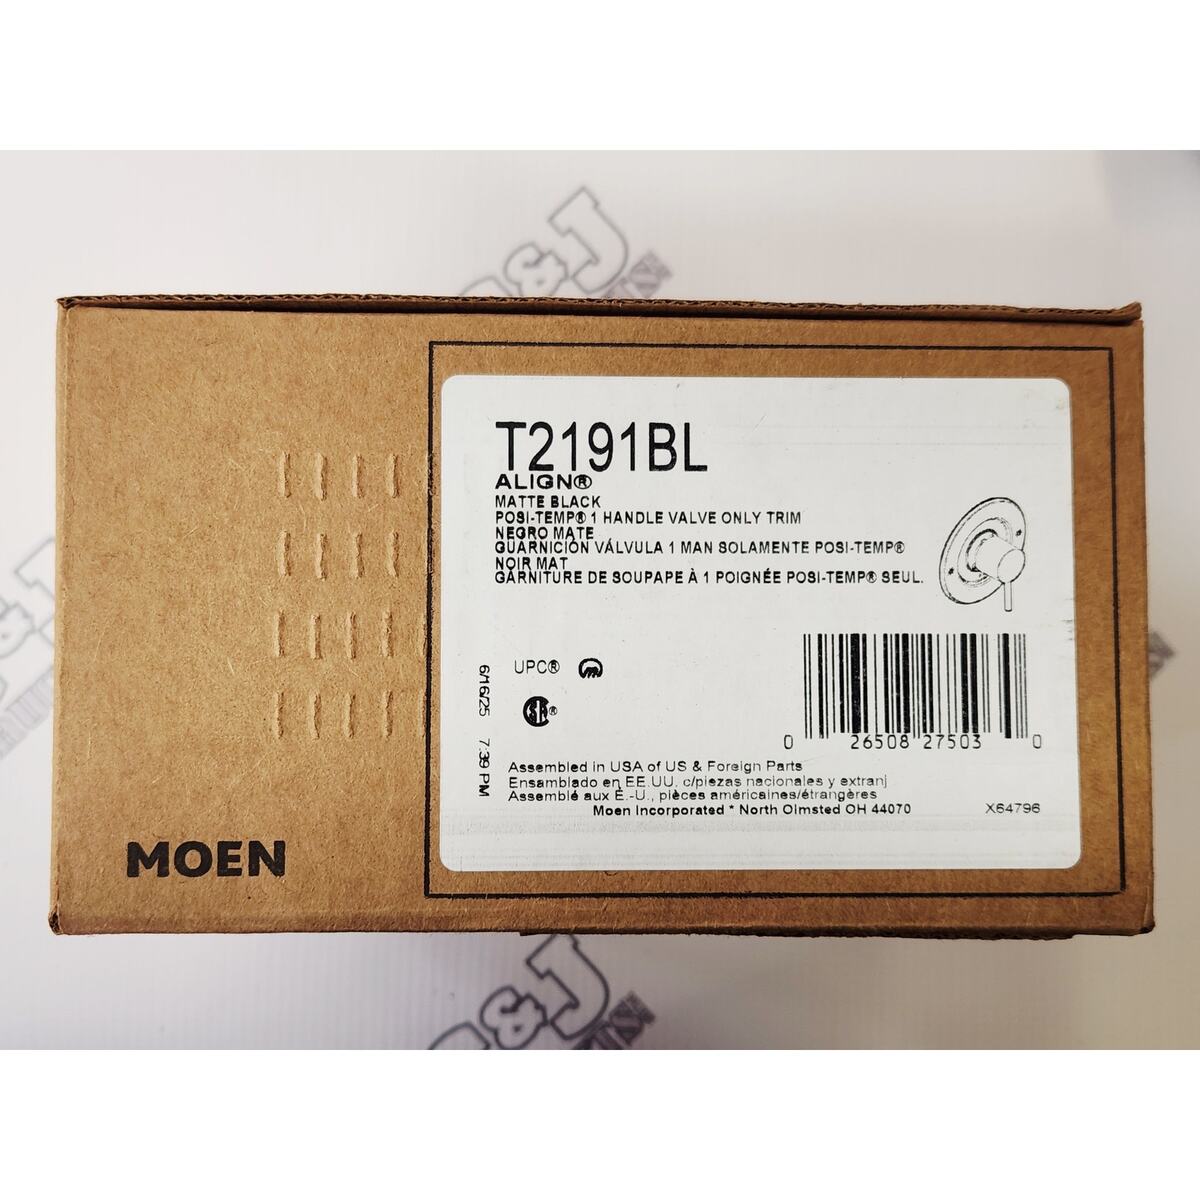 T2191BL
ALIGN®
MATTE BLACK
POSI-TEMP® 1 HANDLE VALVE ONLY TRIM
NEGRO MATE
GUARNICIÓN VÁLVULA 1 MAN SOLAMENTE POSI-TEMP®
NOIR MAT
GARNITURE DE SOUPAPE À 1 POIGNÉE POSI-TEMP® SEUL.
UPC®
6/16/25 7:39 PM
0 26508 27503 0
Assembled in USA of US & Foreign Parts
Ensamblado en EE.UU. c/piezas nacionales y extranj
Assemblé aux É.-U., pièces américaines/étrangères
Moen Incorporated * North Olmsted OH 44070
X64796
MOEN
&J
&J